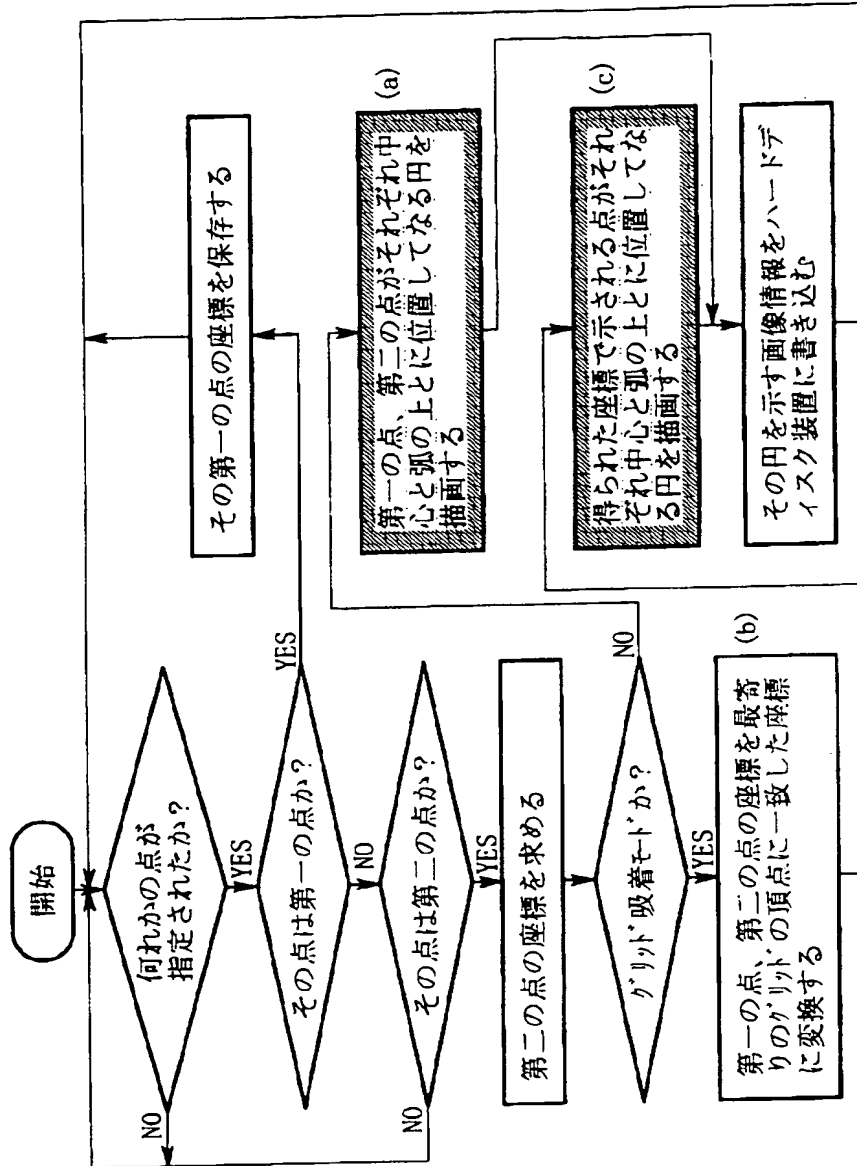 開始
何れかの点が
指定されたか?
NO
YES
その点は第一の点か?
YES
NO
その第一の点の座標を保存する
その点は第二の点か?
NO
YES
第二の点の座標を求める
グリッド吸着モードか?
NO
YES
第一の点、第二の点がそれぞれ中
心と弧の上とに位置してなる円を
描画する
(a)
第一の点、第二の点の座標を最寄
りのグリッドの頂点に一致した座標
に変換する
(b)
得られた座標で示される点がそれ
ぞれ中心と弧の上とに位置してな
る円を描画する
(c)
その円を示す画像情報をハードデ
ィスク装置に書き込む